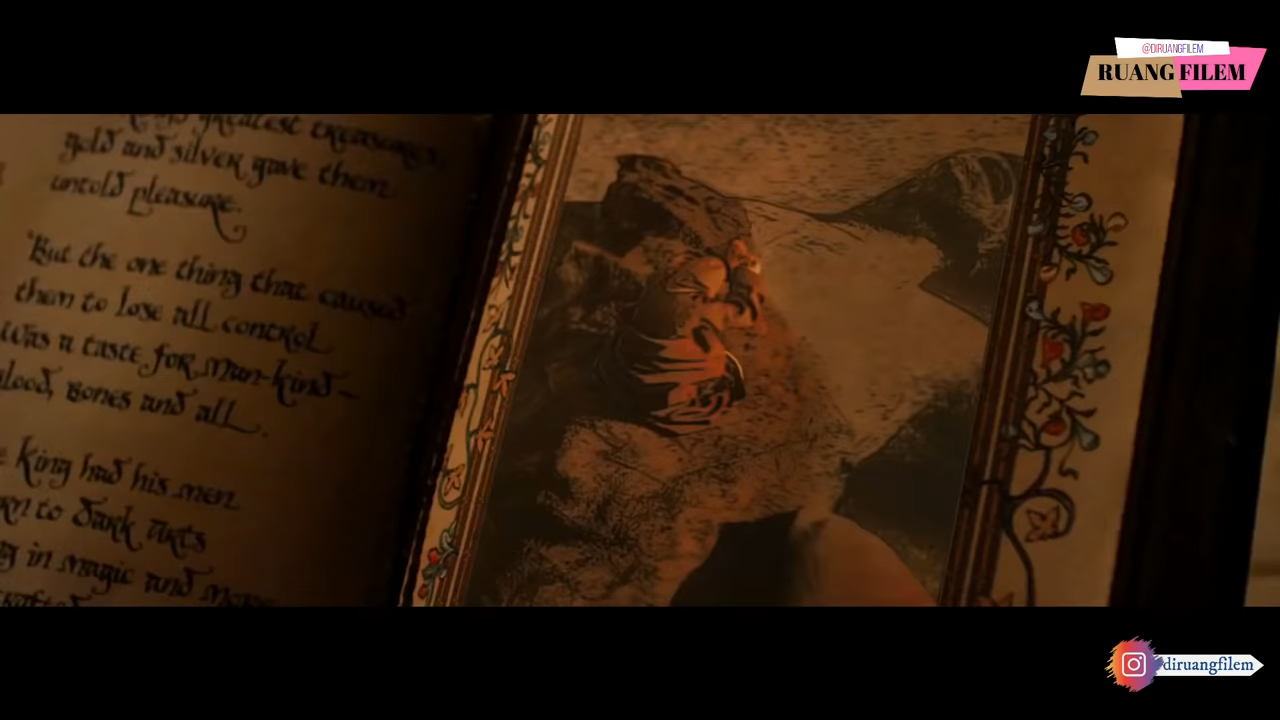 @DIRUANGFILEM
RUANG FILEM
greatest treasures,
gold and silver gave them
untold pleasure.
"But the one thing that caused
them to lose all control
Was a taste for man-kind—
blood, bones and all.
King had his men
to dark arts
in magic and
diruangfilem